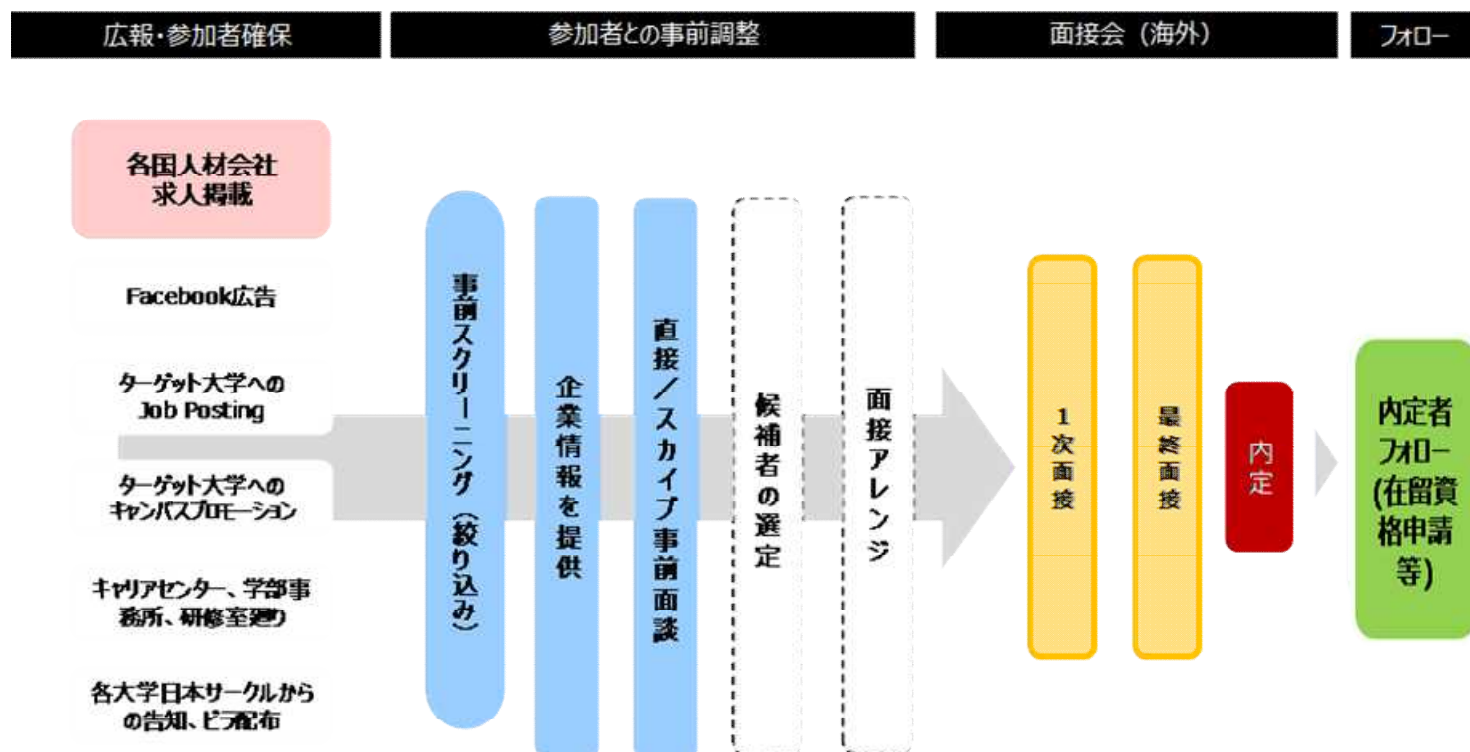 広報・参加者確保
参加者との事前調整
面接会（海外）
フォロー
各国人材会社
求人掲載
Facebook広告
ターゲット大学への
Job Posting
ターゲット大学への
キャンパスプロモーション
キャリアセンター、学部事
務所、研修室廻り
各大学日本サークルから
の告知、ビラ配布
事前スクリーニング（絞り込み）
企業情報を提供
直接／スカイプ事前面談
候補者の選定
面接アレンジ
1次面接
最終面接
内定
内定者
フォロー
(在留資
格申請
等)